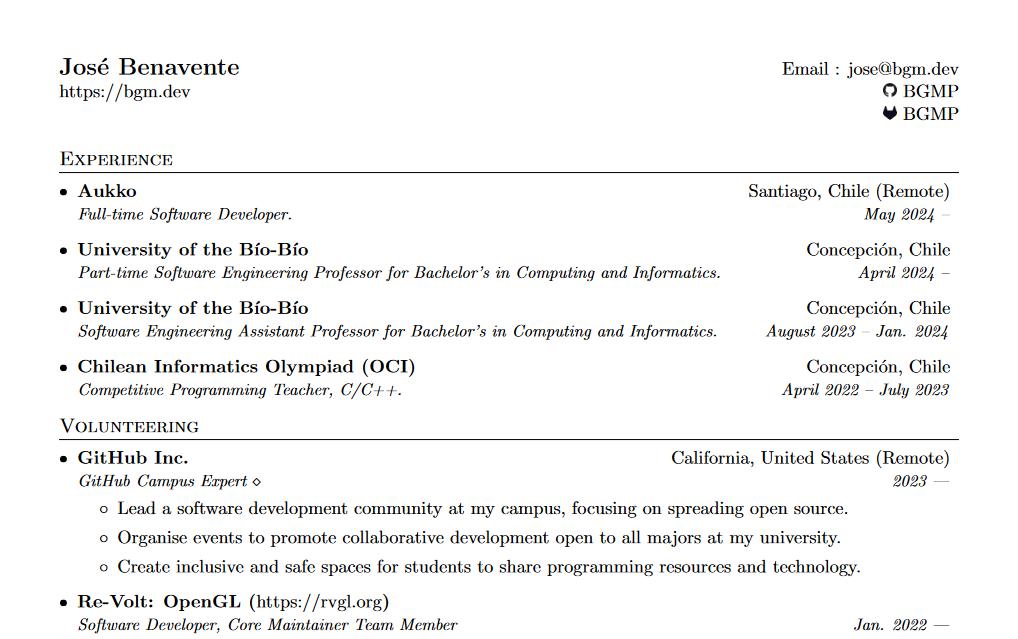 José Benavente
Email : jose@bgm.dev
https://bgm.dev
BGMP
BGMP
Experience
• Aukko
Santiago, Chile (Remote)
Full-time Software Developer.
May 2024 –
• University of the Bío-Bío
Concepción, Chile
Part-time Software Engineering Professor for Bachelor's in Computing and Informatics.
April 2024 –
• University of the Bío-Bío
Concepción, Chile
Software Engineering Assistant Professor for Bachelor's in Computing and Informatics.
August 2023 – Jan. 2024
• Chilean Informatics Olympiad (OCI)
Concepción, Chile
Competitive Programming Teacher, C/C++.
April 2022 – July 2023
Volunteering
• GitHub Inc.
California, United States (Remote)
GitHub Campus Expert ⋄
2023 —
◦ Lead a software development community at my campus, focusing on spreading open source.
◦ Organise events to promote collaborative development open to all majors at my university.
◦ Create inclusive and safe spaces for students to share programming resources and technology.
• Re-Volt: OpenGL (https://rvgl.org)
Software Developer, Core Maintainer Team Member
Jan. 2022 —